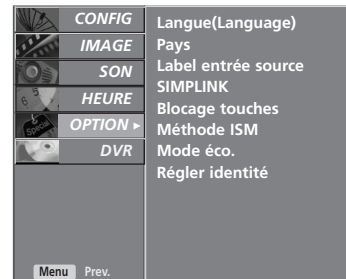 CONFIG
IMAGE
SON
HEURE
OPTION ►
DVR
Langue(Language)
Pays
Label entrée source
SIMPLINK
Blocage touches
Méthode ISM
Mode éco.
Régler identité
Menu Prev.